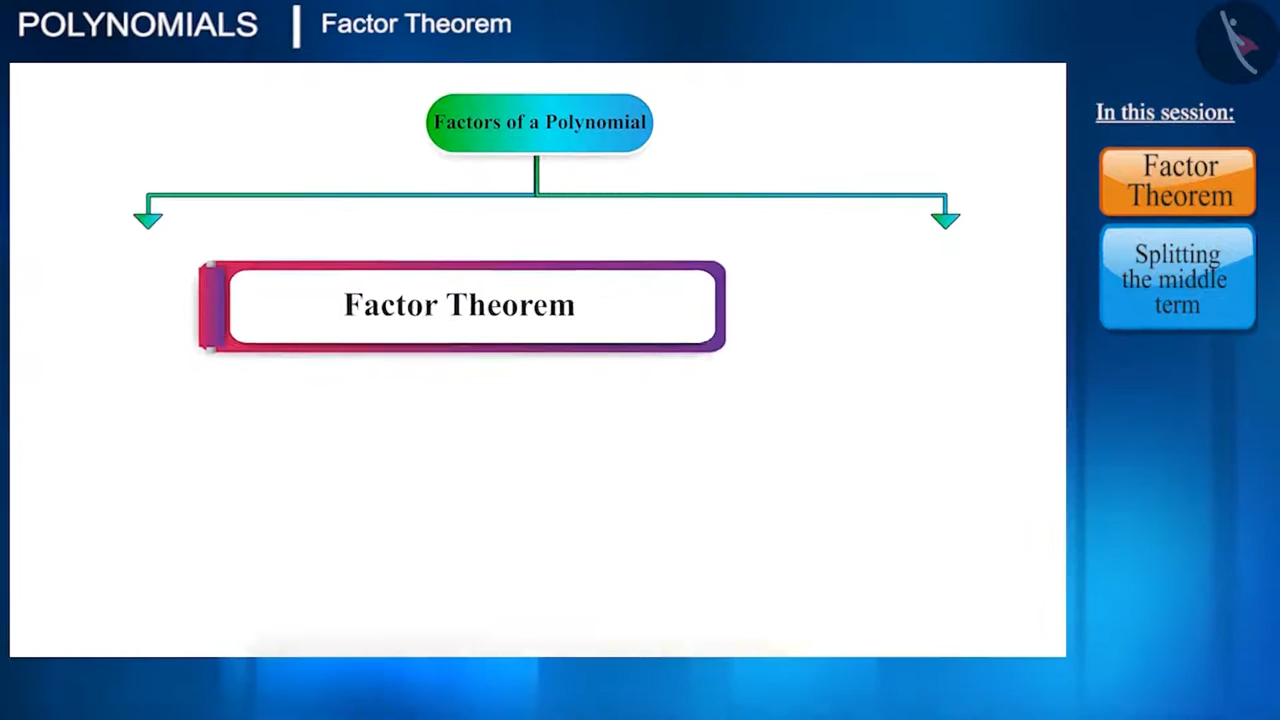 POLYNOMIALS | Factor Theorem
Factors of a Polynomial
In this session:
Factor
Theorem
Splitting
the middle
term
Factor Theorem